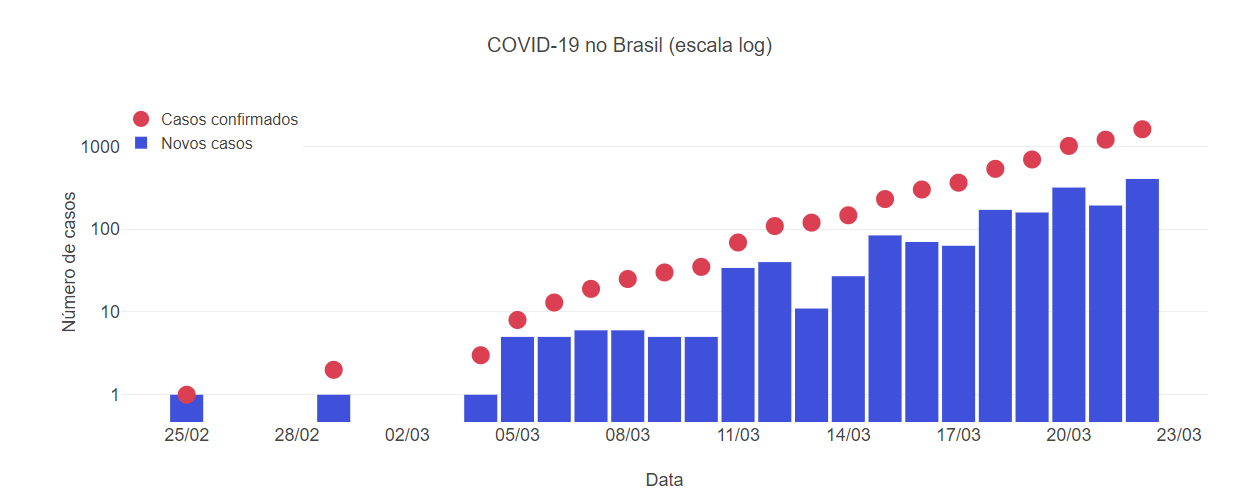 COVID-19 no Brasil (escala log)
Casos confirmados
Novos casos
Número de casos
1000
100
10
1
25/02 28/02 02/03 05/03 08/03 11/03 14/03 17/03 20/03 23/03
Data